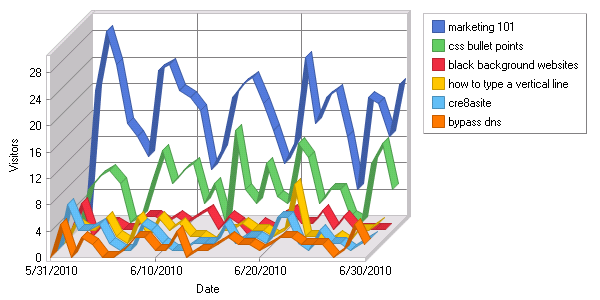 marketing 101
css bullet points
black background websites
how to type a vertical line
cre8asite
bypass dns
28
24
20
16
12
8
4
0
Visitors
5/31/2010 6/10/2010 6/20/2010 6/30/2010
Date